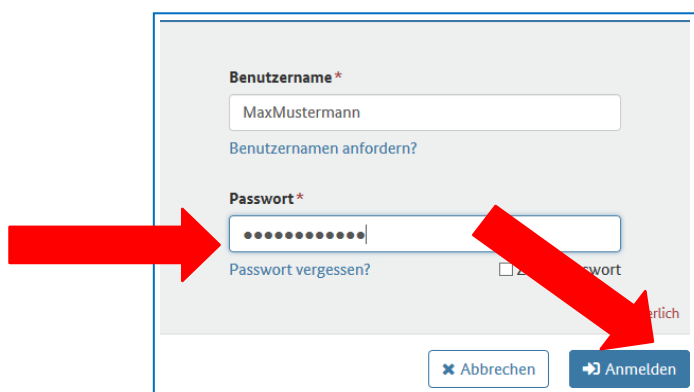 Benutzername*
MaxMustermann
Benutzernamen anfordern?
Passwort*
●●●●●●●●●●●●
Passwort vergessen?
Abbrechen
Anmelden